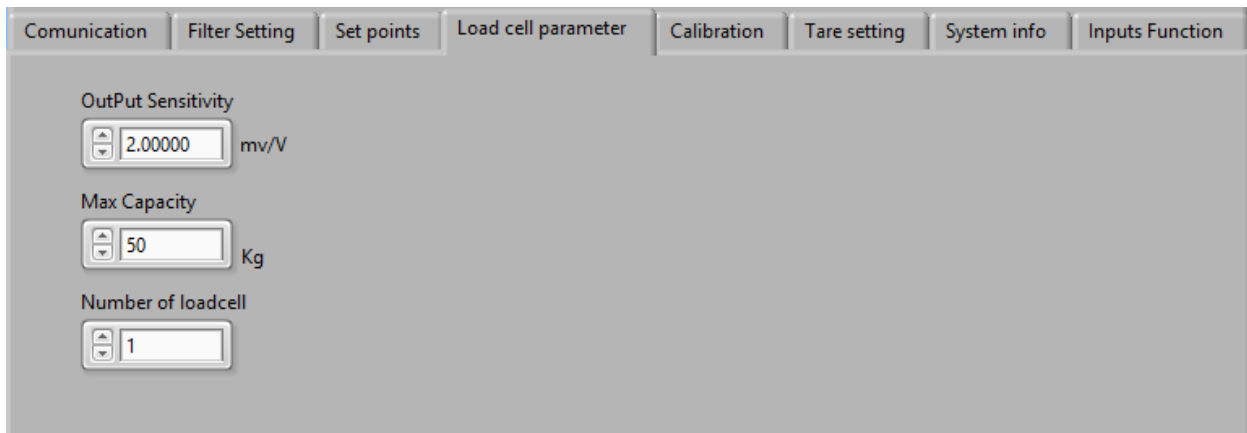 Comunication Filter Setting Set points Load cell parameter Calibration Tare setting System info Inputs Function
OutPut Sensitivity
2.00000 mv/V
Max Capacity
50 Kg
Number of loadcell
1